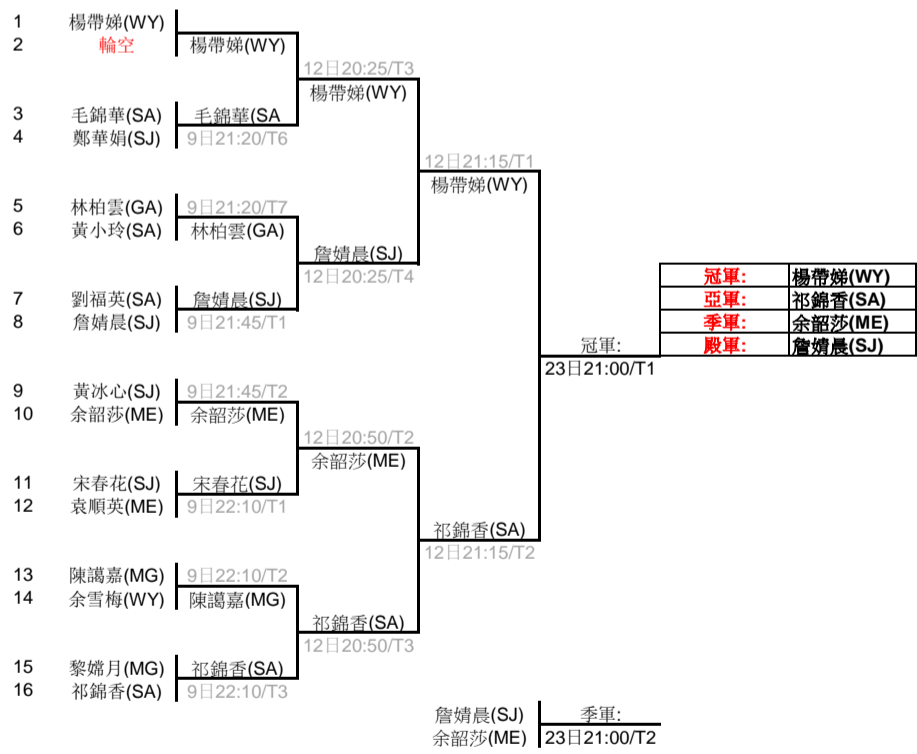 1 楊帶娣(WY)
2 輪空 楊帶娣(WY)
12日20:25/T3
楊帶娣(WY)
3 毛錦華(SA) 毛錦華(SA
4 鄭華娟(SJ) 9日21:20/T6
12日21:15/T1
楊帶娣(WY)
5 林柏雲(GA) 9日21:20/T7
6 黃小玲(SA) 林柏雲(GA)
詹婧晨(SJ)
12日20:25/T4
冠軍: 楊帶娣(WY)
亞軍: 祁錦香(SA)
季軍: 余韶莎(ME)
殿軍: 詹婧晨(SJ)
7 劉福英(SA) 詹婧晨(SJ)
8 詹婧晨(SJ) 9日21:45/T1
冠軍:
23日21:00/T1
9 黃冰心(SJ) 9日21:45/T2
10 余韶莎(ME) 余韶莎(ME)
12日20:50/T2
余韶莎(ME)
11 宋春花(SJ) 宋春花(SJ)
12 袁順英(ME) 9日22:10/T1
祁錦香(SA)
12日21:15/T2
13 陳藹嘉(MG) 9日22:10/T2
14 余雪梅(WY) 陳藹嘉(MG)
祁錦香(SA)
12日20:50/T3
15 黎嫦月(MG) 祁錦香(SA)
16 祁錦香(SA) 9日22:10/T3
詹婧晨(SJ) 季軍:
余韶莎(ME) 23日21:00/T2